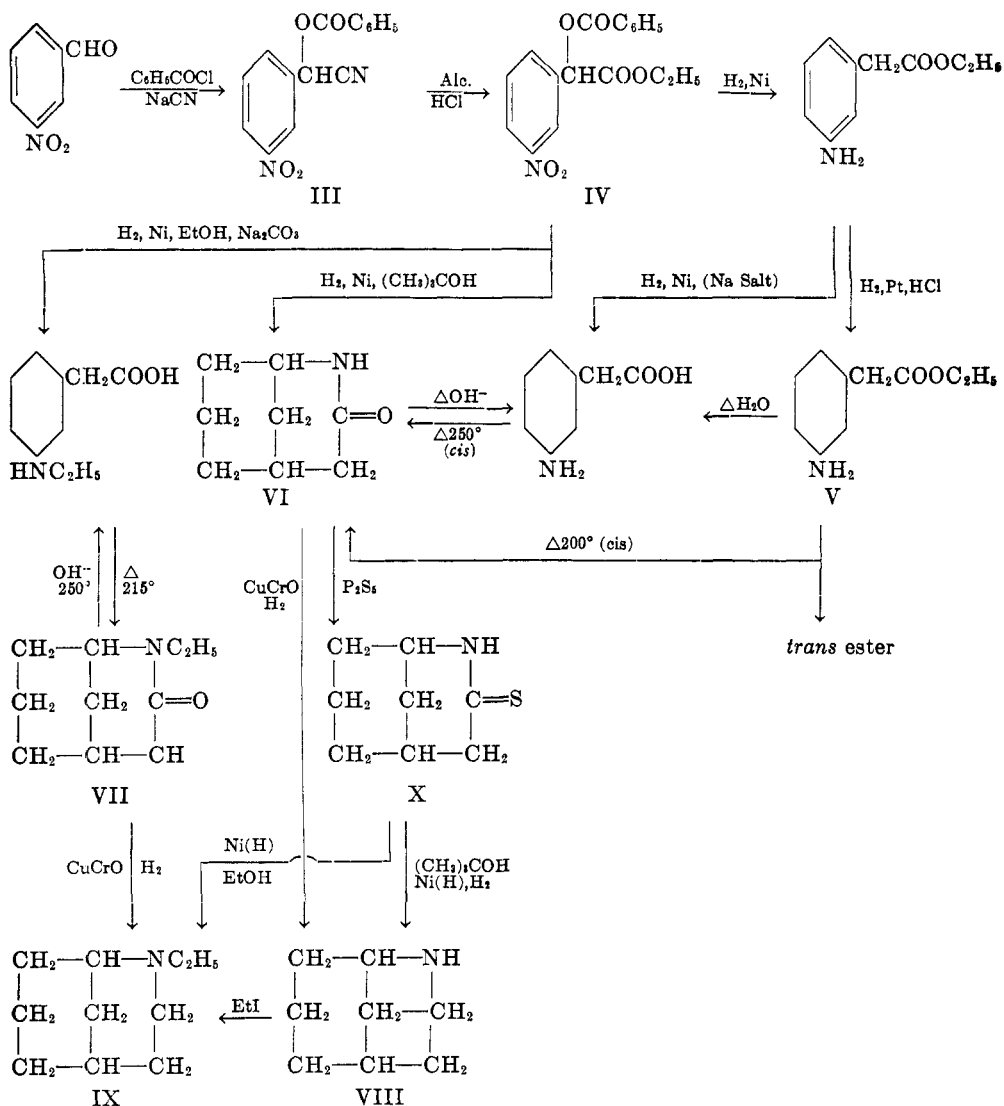 OCOC₆H₅ OCOC₆H₅
CHO C₆H₅COCl NaCN CHCN Alc. HCl CHCOOC₂H₅ H₂, Ni CH₂COOC₂H₅
NO₂ NO₂ NO₂ NH₂
III IV
H₂, Ni, EtOH, Na₂CO₃
H₂, Ni, (CH₃)₃COH H₂, Ni, (Na Salt) H₂, Pt, HCl
CH₂—CH—NH
CH₂COOH CH₂COOH CH₂COOC₂H₅
CH₂ CH₂ C=O △OH⁻ △250° (cis) △H₂O
CH₂—CH—CH₂
HNC₂H₅ VI NH₂ NH₂
V
△200° (cis)
OH⁻ 250° △ 215° CuCrO H₂ P₂S₅
CH₂—CH—NC₂H₅ CH₂—CH—NH trans ester
CH₂ CH₂ C=O CH₂ CH₂ C=S
CH₂—CH—CH CH₂—CH—CH₂
VII X
CuCrO H₂ Ni(H) EtOH (CH₃)₃COH Ni(H),H₂
CH₂—CH—NC₂H₅ CH₂—CH—NH
CH₂ CH₂ CH₂ EtI CH₂ CH₂—CH₂
CH₂—CH—CH₂ CH₂—CH—CH₂
IX VIII